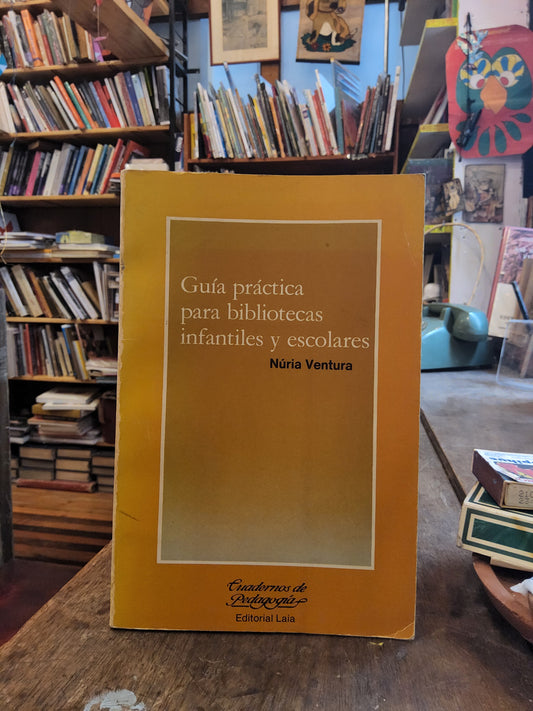 Guía práctica
para bibliotecas
infantiles y escolares
Núria Ventura
Cuadernos de
Pedagogía
Editorial Laia